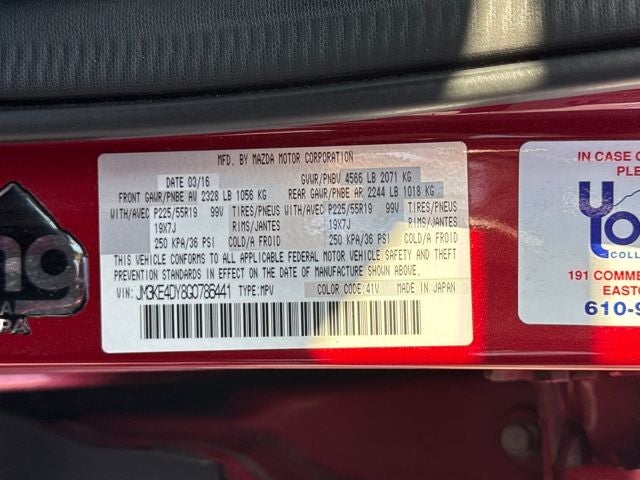 MFD. BY MAZDA MOTOR CORPORATION
DATE 03/16 GVWR/PNBV 4566 LB 2071 KG
FRONT GAWR/PNBE AV 2328 LB 1056 KG REAR GAWR/PNBE AR 2244 LB 1018 KG
WITH/AVEC P225/55R19 99V TIRES/PNEUS WITH/AVEC P225/55R19 99V TIRES/PNEUS
19X7J RIMS/JANTES 19X7J RIMS/JANTES
250 KPA/36 PSI COLD/A FROID 250 KPA/36 PSI COLD/A FROID
THIS VEHICLE CONFORMS TO ALL APPLICABLE FEDERAL MOTOR VEHICLE SAFETY AND THEFT
PREVENTION STANDARDS IN EFFECT ON THE DATE OF MANUFACTURE SHOWN ABOVE.
VIN: JM3KE4DY8G0786441 TYPE:MPV COLOR CODE:41V MADE IN JAPAN
IN CASE O
PLE
Yo
COLL
191 COMME
EASTO
610-9
ng
A
PA